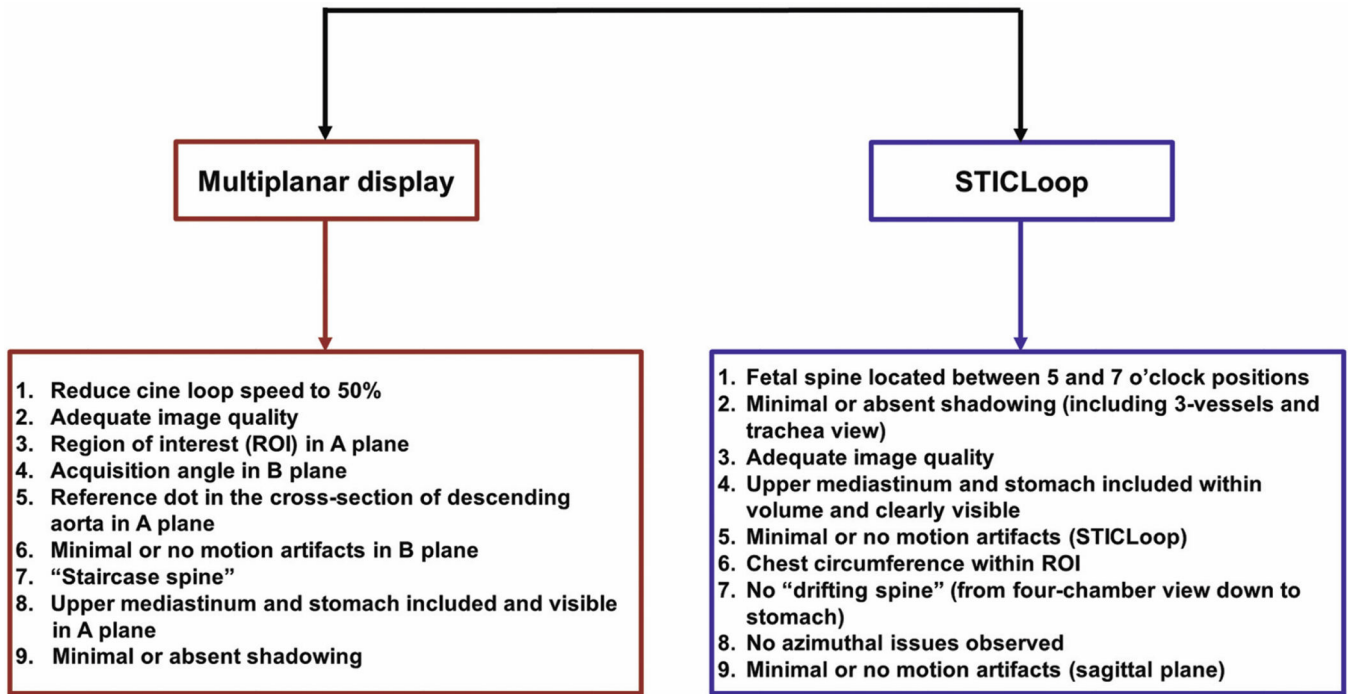 Multiplanar display
1. Reduce cine loop speed to 50%
2. Adequate image quality
3. Region of interest (ROI) in A plane
4. Acquisition angle in B plane
5. Reference dot in the cross-section of descending
aorta in A plane
6. Minimal or no motion artifacts in B plane
7. “Staircase spine”
8. Upper mediastinum and stomach included and visible
in A plane
9. Minimal or absent shadowing
STICLoop
1. Fetal spine located between 5 and 7 o’clock positions
2. Minimal or absent shadowing (including 3-vessels and
trachea view)
3. Adequate image quality
4. Upper mediastinum and stomach included within
volume and clearly visible
5. Minimal or no motion artifacts (STICLoop)
6. Chest circumference within ROI
7. No “drifting spine” (from four-chamber view down to
stomach)
8. No azimuthal issues observed
9. Minimal or no motion artifacts (sagittal plane)